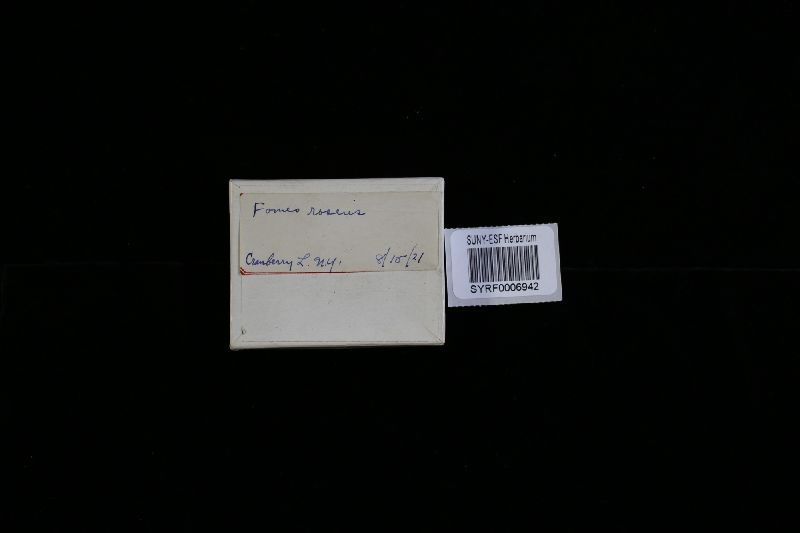 Fomes roseus
Cranberry L. N.Y. 8/15/21
SUNY-ESF Herbarium
SYRF0006942